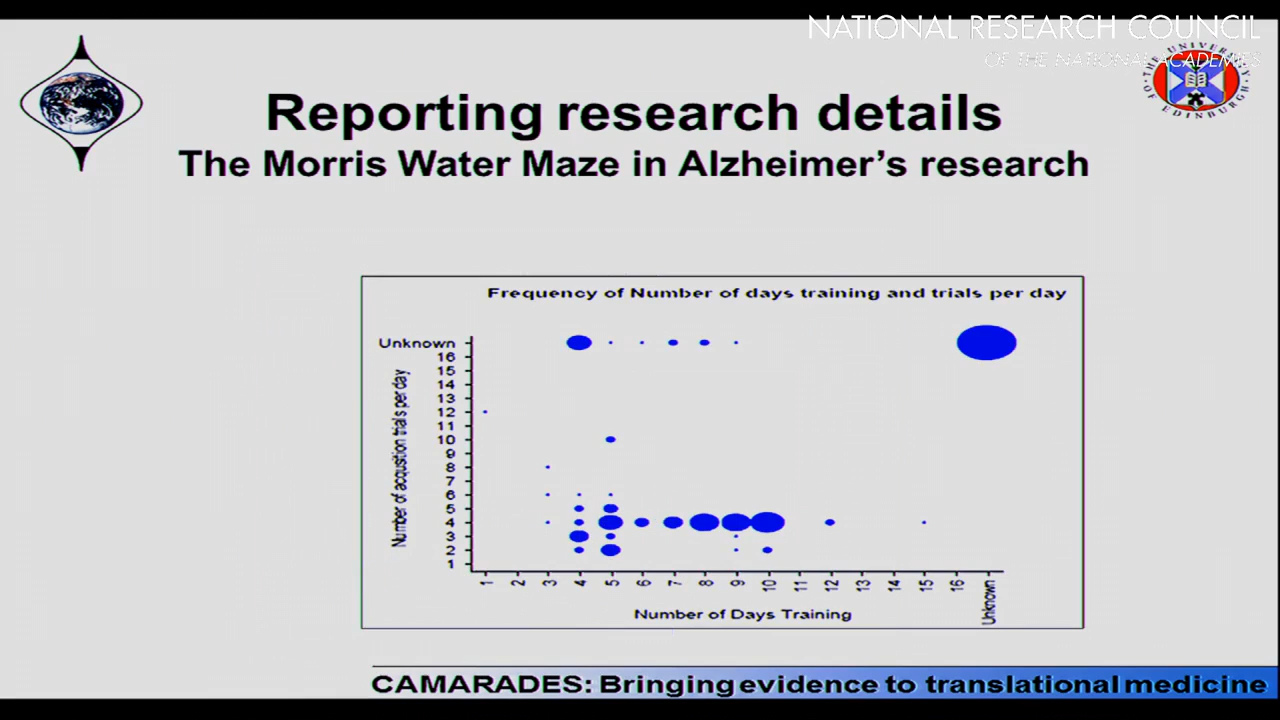 NATIONAL RESEARCH COUNCIL
OF THE NATIONAL ACADEMIES
THE UNIVERSITY OF EDINBURGH
Reporting research details
The Morris Water Maze in Alzheimer's research
Frequency of Number of days training and trials per day
Number of acqusition trials per day
Unknown
16
15
14
13
12
11
10
9
8
7
6
5
4
3
2
1
1 2 3 4 5 6 7 8 9 10 11 12 13 14 15 16 Unknown
Number of Days Training
CAMARADES: Bringing evidence to translational medicine